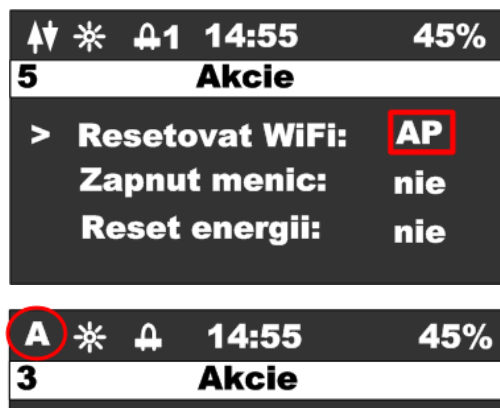 1 14:55 45%
5 Akcie
> Resetovat WiFi: AP
Zapnut menic: nie
Reset energii: nie
A 14:55 45%
3 Akcie